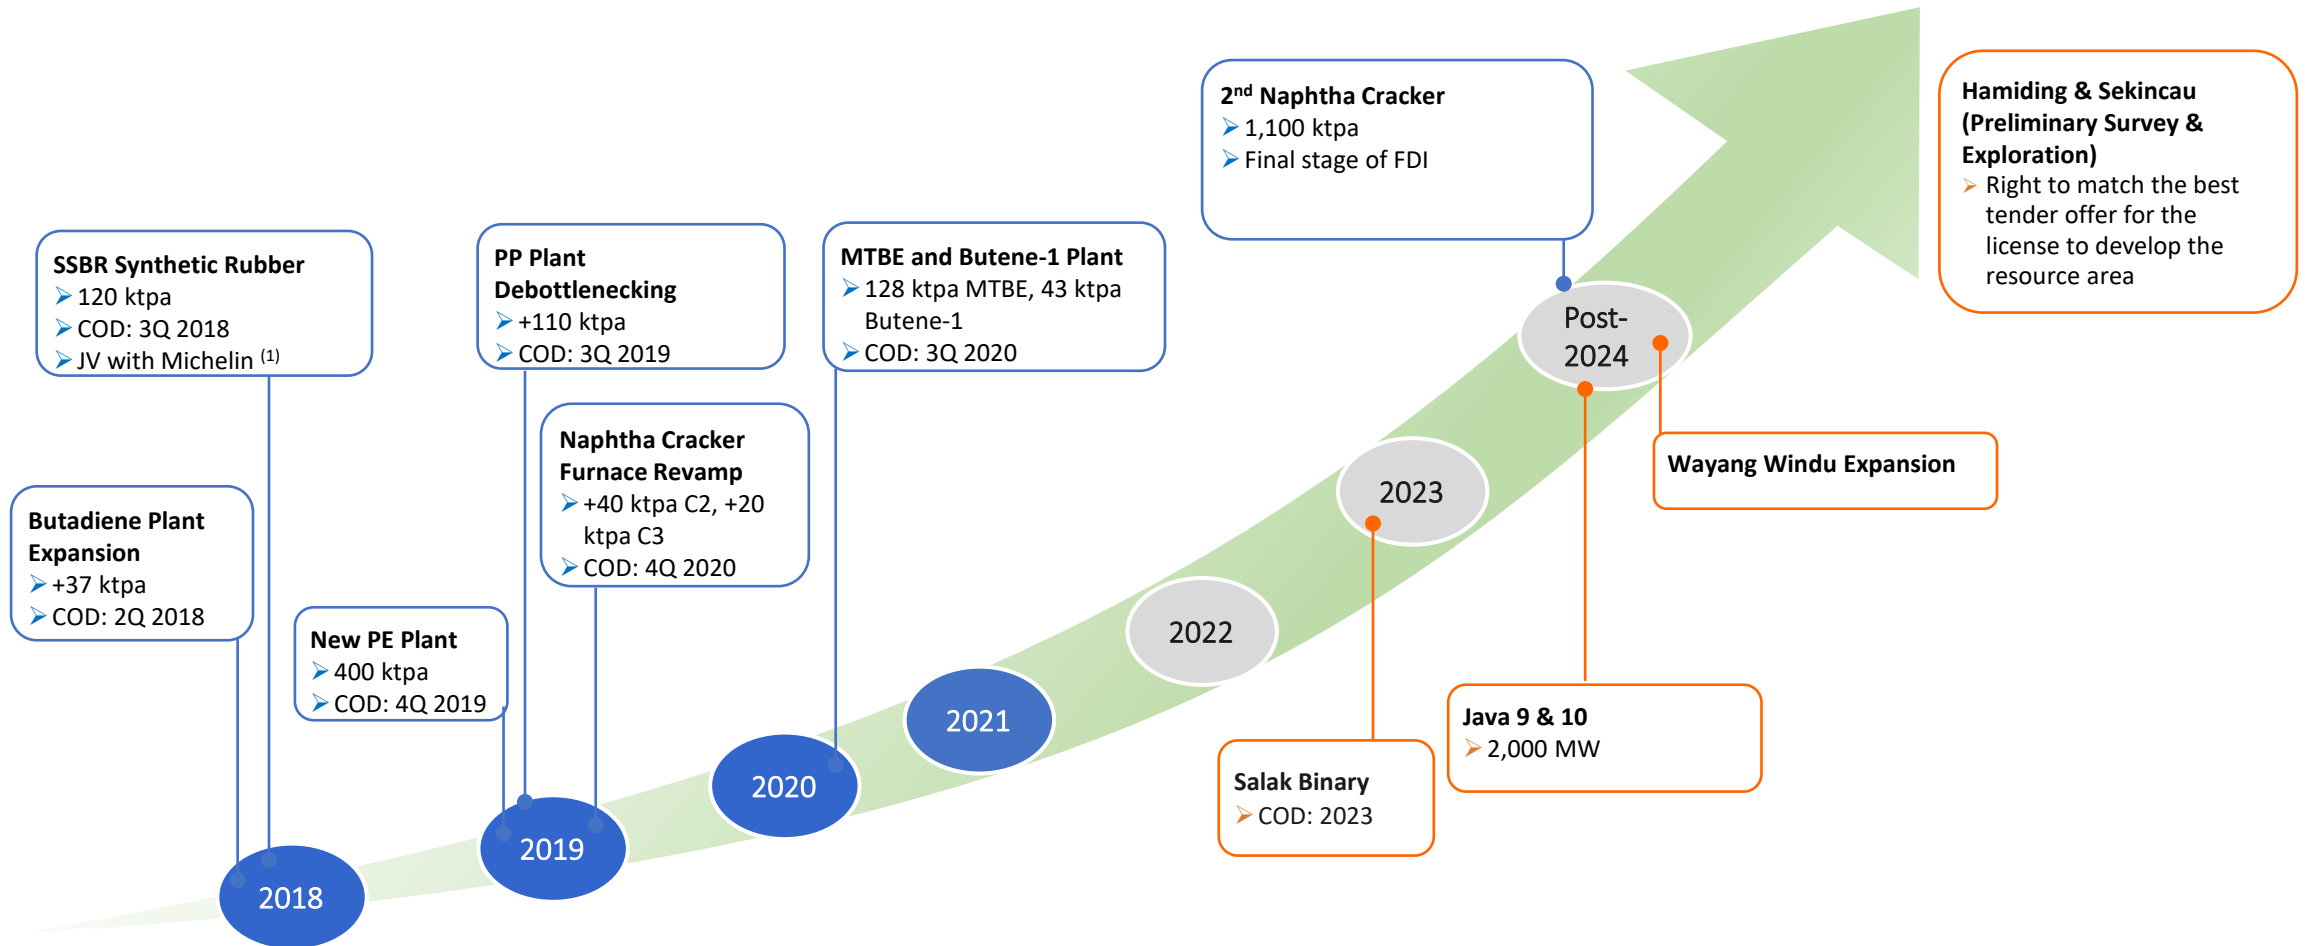 2nd Naphtha Cracker
1,100 ktpa
Final stage of FDI
Hamiding & Sekincau
(Preliminary Survey &
Exploration)
Right to match the best
tender offer for the
license to develop the
resource area
SSBR Synthetic Rubber
120 ktpa
COD: 3Q 2018
JV with Michelin (1)
PP Plant
Debottlenecking
+110 ktpa
COD: 3Q 2019
MTBE and Butene-1 Plant
128 ktpa MTBE, 43 ktpa
Butene-1
COD: 3Q 2020
Naphtha Cracker
Furnace Revamp
+40 ktpa C2, +20
ktpa C3
COD: 4Q 2020
Butadiene Plant
Expansion
+37 ktpa
COD: 2Q 2018
New PE Plant
400 ktpa
COD: 4Q 2019
Post-
2024
Wayang Windu Expansion
2023
2022
2021
2020
2019
2018
Java 9 & 10
2,000 MW
Salak Binary
COD: 2023